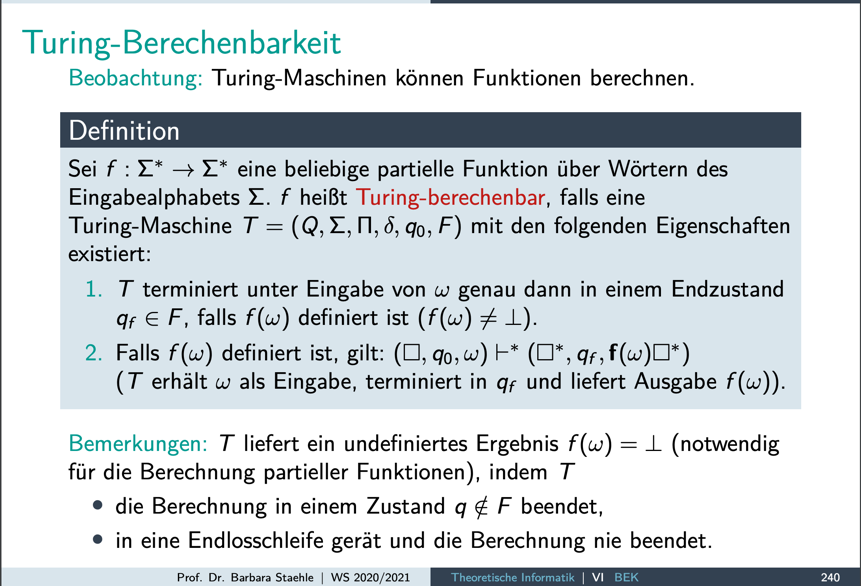 Turing-Berechenbarkeit
Beobachtung: Turing-Maschinen können Funktionen berechnen.
Definition
Sei f : Σ* → Σ* eine beliebige partielle Funktion über Wörtern des
Eingabealphabets Σ. f heißt Turing-berechenbar, falls eine
Turing-Maschine T = (Q, Σ, Π, δ, q₀, F) mit den folgenden Eigenschaften
existiert:
1. T terminiert unter Eingabe von ω genau dann in einem Endzustand
q_f ∈ F, falls f(ω) definiert ist (f(ω) ≠ ⊥).
2. Falls f(ω) definiert ist, gilt: (□, q₀, ω) ⊢* (□*, q_f, f(ω)□*)
(T erhält ω als Eingabe, terminiert in q_f und liefert Ausgabe f(ω)).
Bemerkungen: T liefert ein undefiniertes Ergebnis f(ω) = ⊥ (notwendig
für die Berechnung partieller Funktionen), indem T
• die Berechnung in einem Zustand q ∉ F beendet,
• in eine Endlosschleife gerät und die Berechnung nie beendet.
Prof. Dr. Barbara Staehle | WS 2020/2021 Theoretische Informatik | VI BEK 240